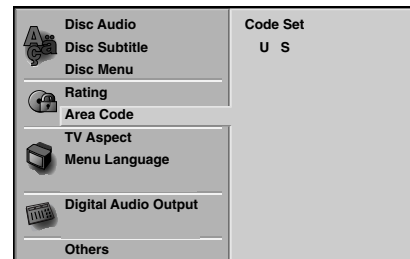 Disc Audio
Disc Subtitle
Disc Menu
Rating
Area Code
TV Aspect
Menu Language
Digital Audio Output
Others
Code Set
U S